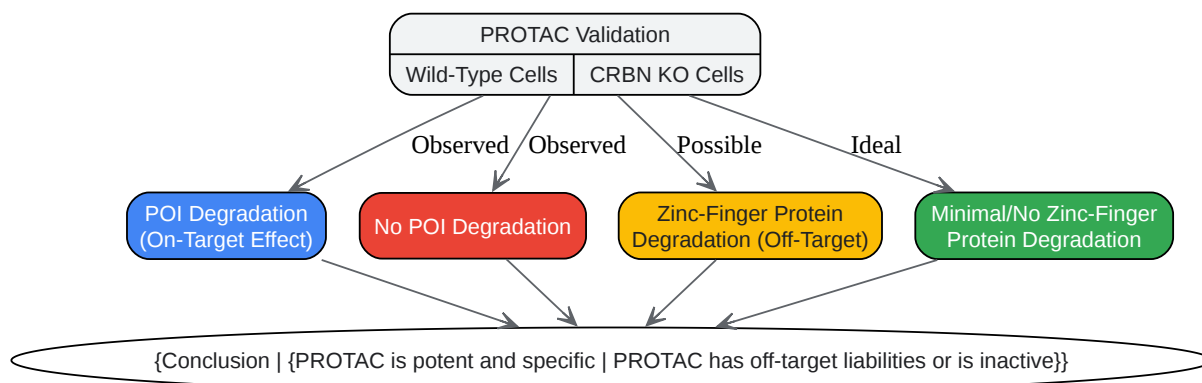 PROTAC Validation
Wild-Type Cells
CRBN KO Cells
Observed
Observed
Possible
Ideal
POI Degradation
(On-Target Effect)
No POI Degradation
Zinc-Finger Protein
Degradation (Off-Target)
Minimal/No Zinc-Finger
Protein Degradation
{Conclusion | {PROTAC is potent and specific | PROTAC has off-target liabilities or is inactive}}